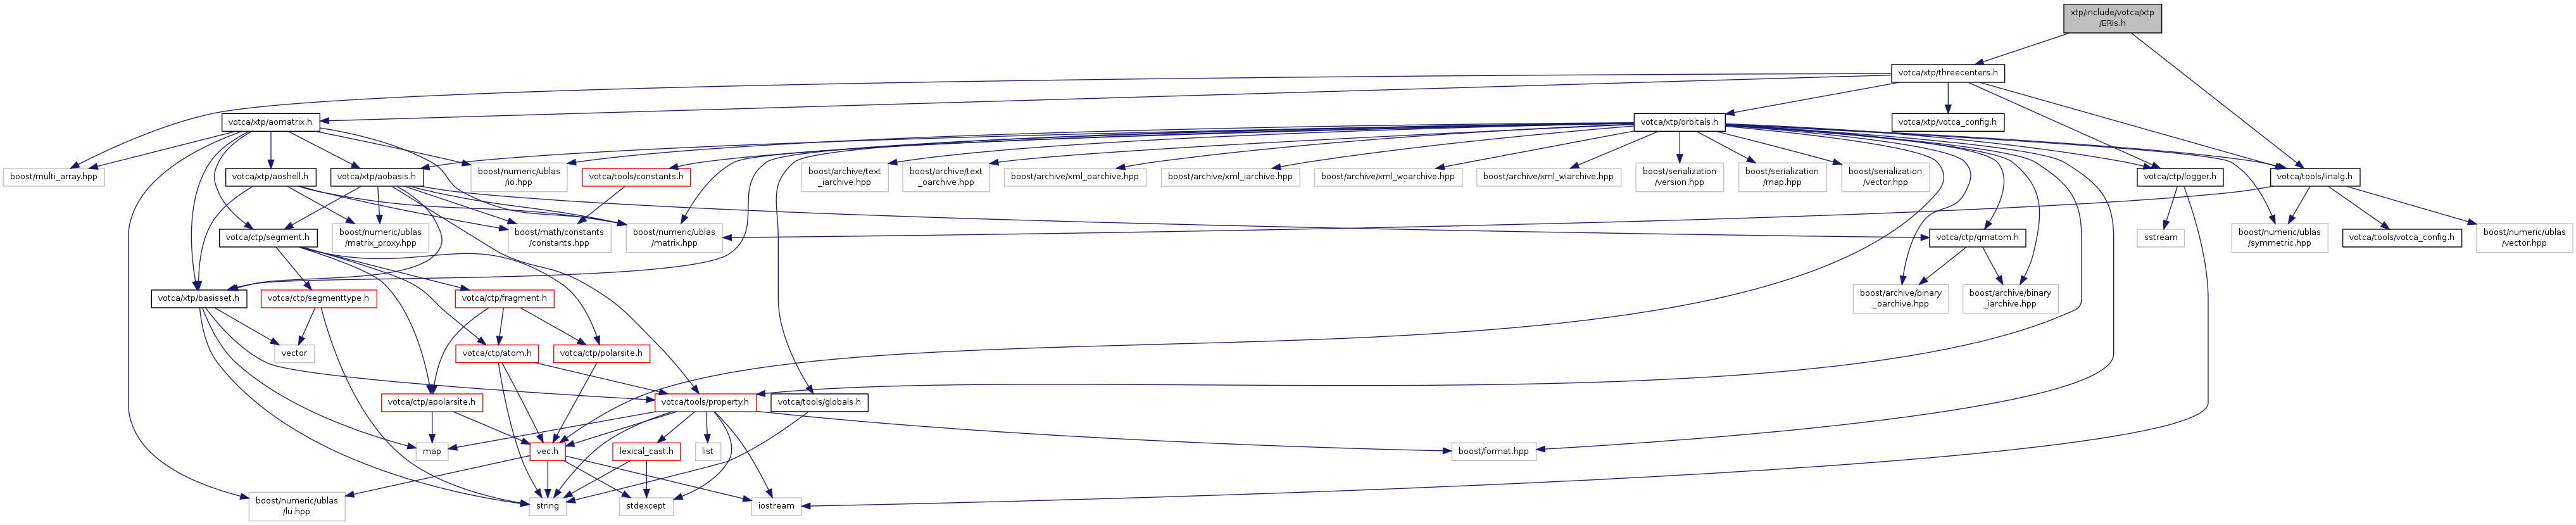 xtp/include/votca/xtp
/ERIs.h
votca/xtp/threecenters.h
votca/xtp/aomatrix.h
votca/xtp/orbitals.h
votca/xtp/votca_config.h
boost/multi_array.hpp
votca/xtp/aoshell.h
votca/xtp/aobasis.h
boost/numeric/ublas
/io.hpp
votca/tools/constants.h
boost/archive/text
_iarchive.hpp
boost/archive/text
_oarchive.hpp
boost/archive/xml_oarchive.hpp
boost/archive/xml_iarchive.hpp
boost/archive/xml_woarchive.hpp
boost/archive/xml_wiarchive.hpp
boost/serialization
/version.hpp
boost/serialization
/map.hpp
boost/serialization
/vector.hpp
votca/ctp/logger.h
votca/tools/linalg.h
votca/ctp/segment.h
boost/numeric/ublas
/matrix_proxy.hpp
boost/math/constants
/constants.hpp
boost/numeric/ublas
/matrix.hpp
votca/ctp/qmatom.h
sstream
boost/numeric/ublas
/symmetric.hpp
votca/tools/votca_config.h
boost/numeric/ublas
/vector.hpp
votca/xtp/basisset.h
votca/ctp/segmenttype.h
votca/ctp/fragment.h
boost/archive/binary
_oarchive.hpp
boost/archive/binary
_iarchive.hpp
vector
votca/ctp/atom.h
votca/ctp/polarsite.h
votca/ctp/apolarsite.h
votca/tools/property.h
votca/tools/globals.h
map
vec.h
lexical_cast.h
list
boost/format.hpp
boost/numeric/ublas
/lu.hpp
string
stdexcept
iostream